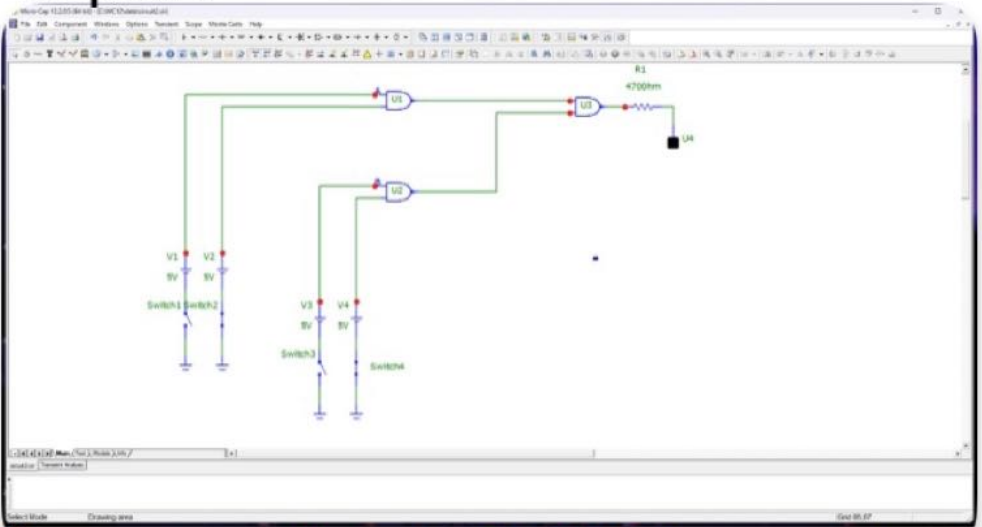 File Edit Component Windows Options Transient Scope Monte Carlo Help
R1
470Ohm
U1
U3
U4
U2
V1 V2
5V 5V
Switch1 Switch2
V3 V4
5V 5V
Switch3
Switch4
Main
Transient Analysis
Select Mode Drawing area